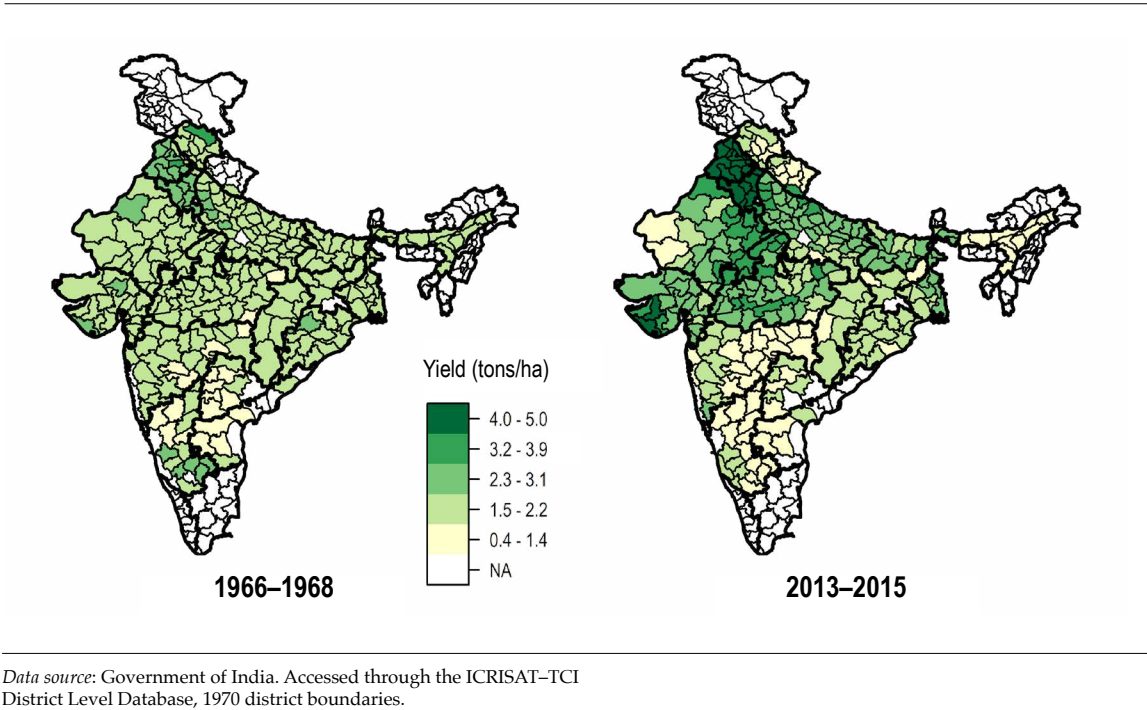 Yield (tons/ha)
4.0 - 5.0
3.2 - 3.9
2.3 - 3.1
1.5 - 2.2
0.4 - 1.4
NA
1966–1968
2013–2015
Data source: Government of India. Accessed through the ICRISAT–TCI
District Level Database, 1970 district boundaries.